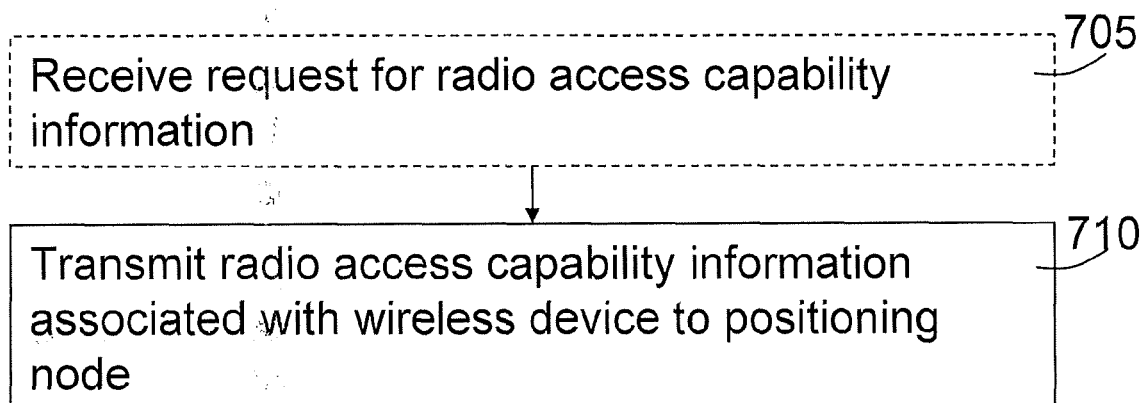 705
Receive request for radio access capability
information
710
Transmit radio access capability information
associated with wireless device to positioning
node